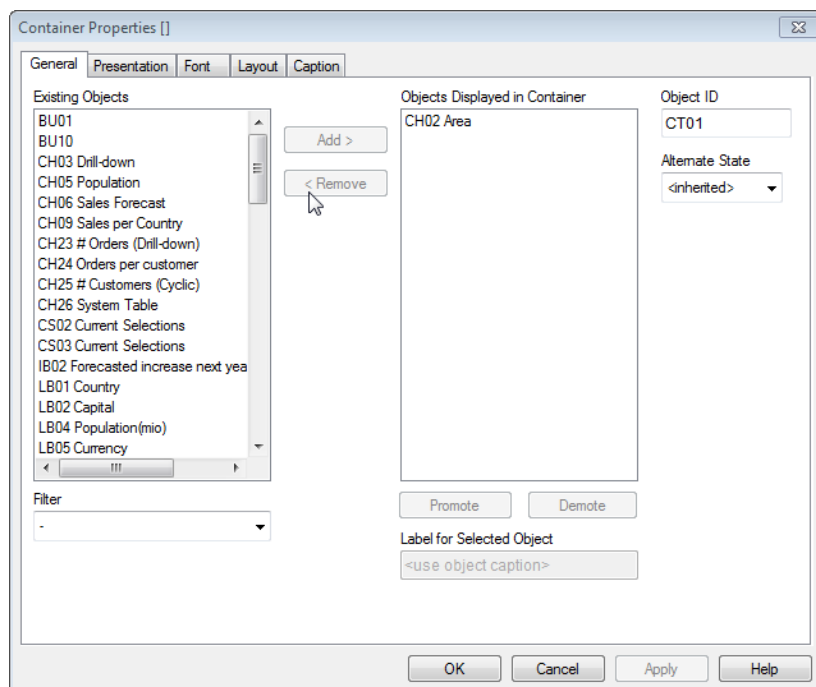 Container Properties []
General
Presentation
Font
Layout
Caption
Existing Objects
BU01
BU10
CH03 Drill-down
CH05 Population
CH06 Sales Forecast
CH09 Sales per Country
CH23 # Orders (Drill-down)
CH24 Orders per customer
CH25 # Customers (Cyclic)
CH26 System Table
CS02 Current Selections
CS03 Current Selections
IB02 Forecasted increase next yea
LB01 Country
LB02 Capital
LB04 Population(mio)
LB05 Currency
Filter
-
Add >
< Remove
Objects Displayed in Container
CH02 Area
Promote
Demote
Label for Selected Object
<use object caption>
Object ID
CT01
Alternate State
<inherited>
OK
Cancel
Apply
Help